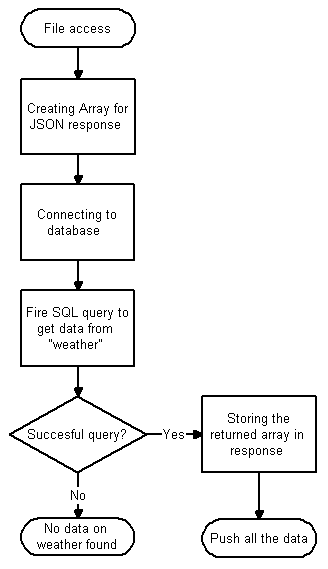 File access
Creating Array for
JSON response
Connecting to
database
Fire SQL query to
get data from
"weather"
Succesful query?
Yes
Storing the
returned array in
response
No
No data on
weather found
Push all the data